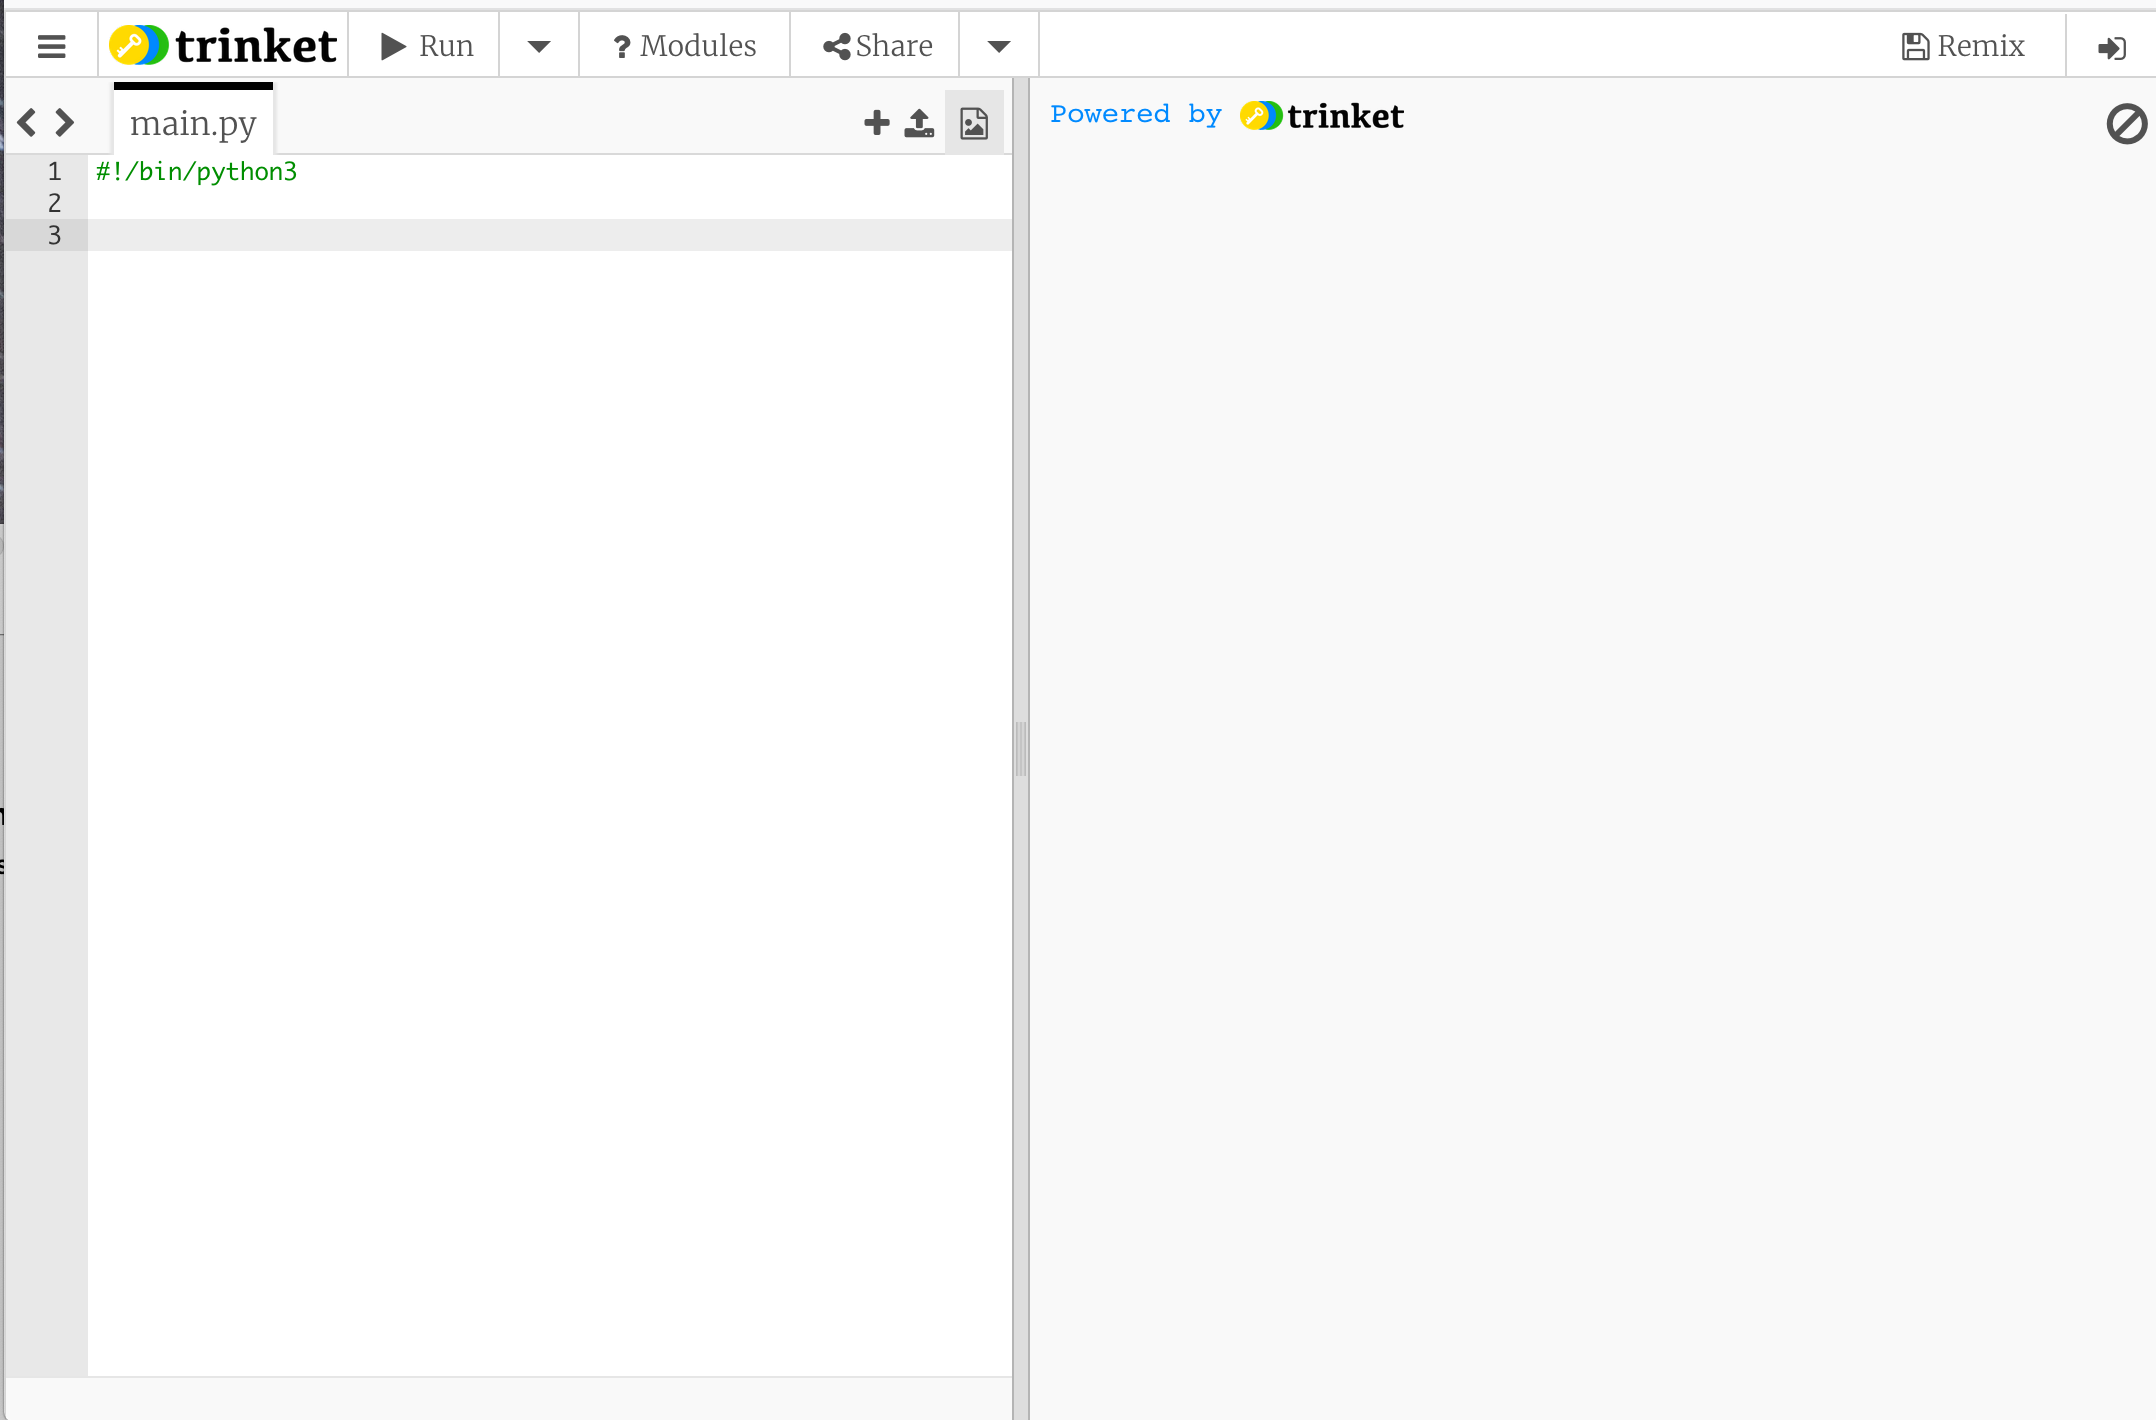 trinket Run ? Modules Share Remix
main.py
Powered by trinket
1 #!/bin/python3
2
3